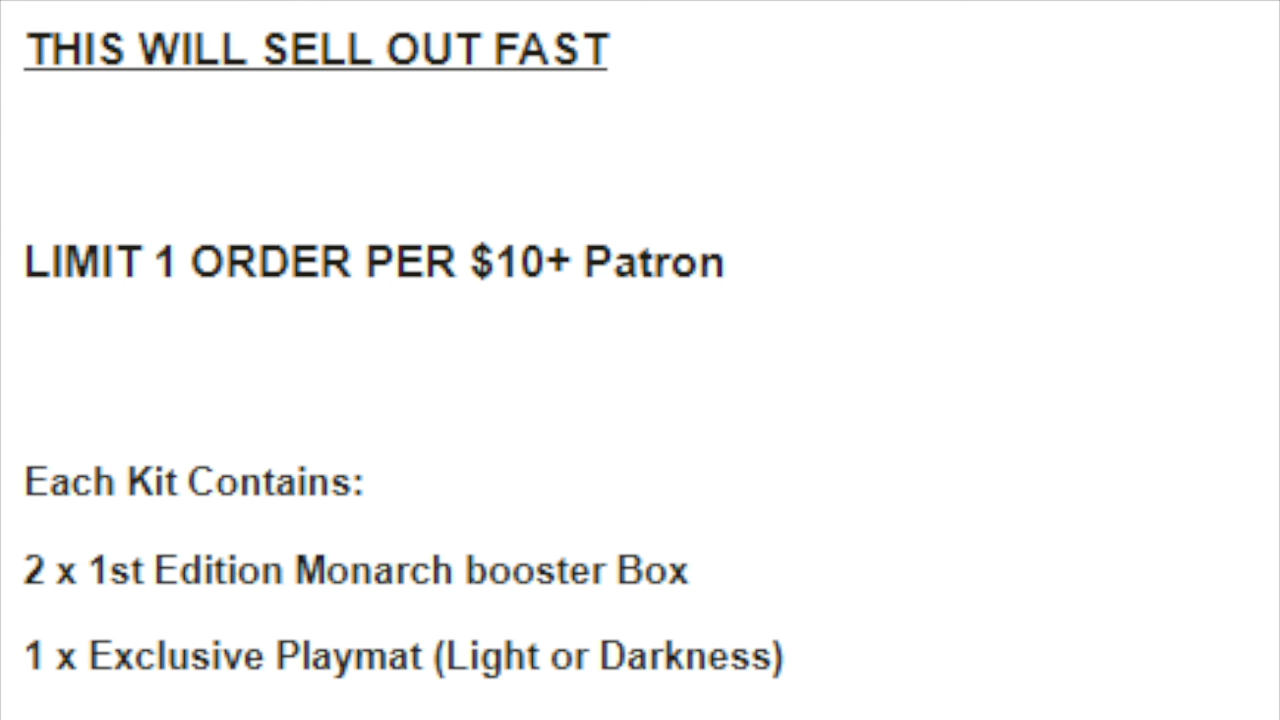 THIS WILL SELL OUT FAST
LIMIT 1 ORDER PER $10+ Patron
Each Kit Contains:
2 x 1st Edition Monarch booster Box
1 x Exclusive Playmat (Light or Darkness)